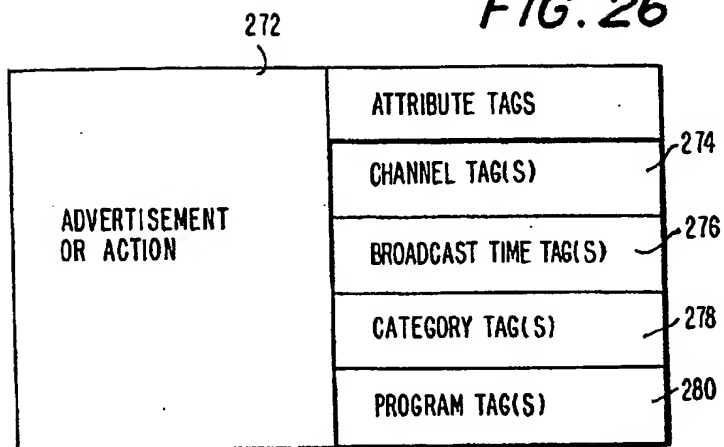 FIG. 26
272
ADVERTISEMENT
OR ACTION
ATTRIBUTE TAGS
CHANNEL TAG(S)
274
BROADCAST TIME TAG(S)
276
CATEGORY TAG(S)
278
PROGRAM TAG(S)
280